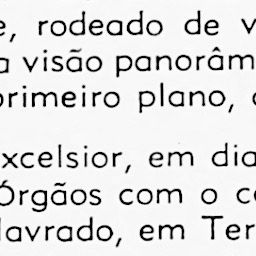 e, rodeado de v
a visão panorâm
primeiro plano,
xcelsior, em dia
Órgãos com o c
lavrado, em Ter